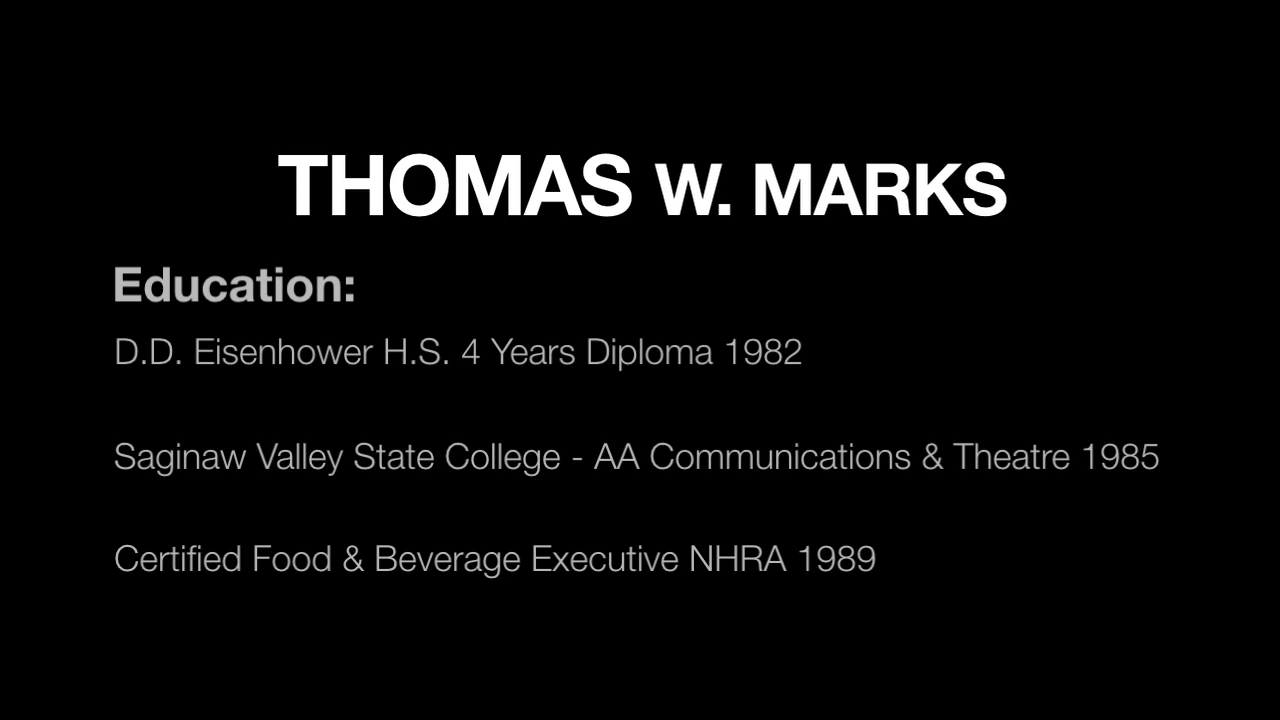 THOMAS W. MARKS
Education:
D.D. Eisenhower H.S. 4 Years Diploma 1982
Saginaw Valley State College - AA Communications & Theatre 1985
Certified Food & Beverage Executive NHRA 1989